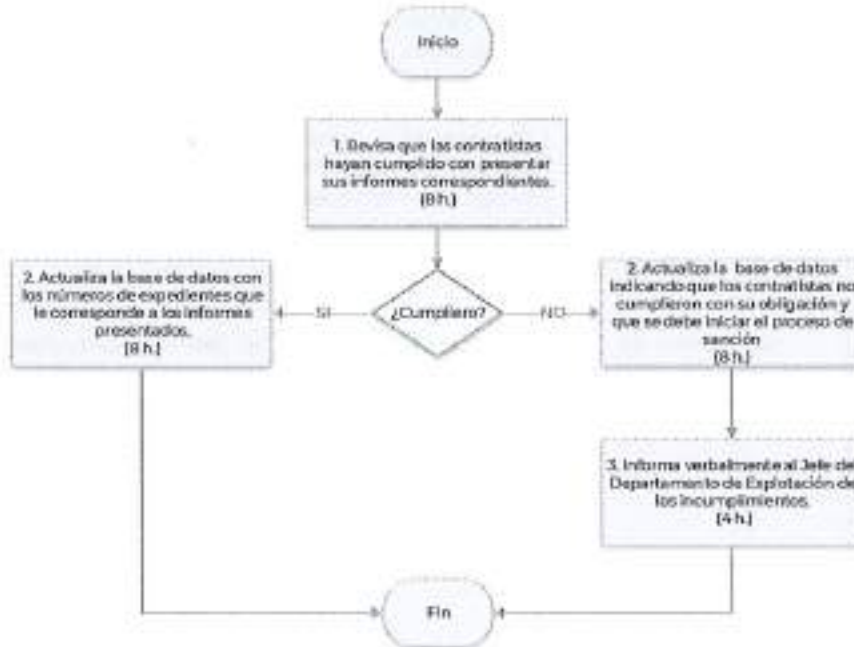 Inicio
1. Revisa que las contratistas
hayan cumplido con presentar
sus informes correspondientes.
(8 h.)
2. Actualiza la base de datos con
los números de expedientes que
le corresponde a los informes
presentados.
(8 h.)
SI
¿Cumpliero?
NO
2. Actualiza la base de datos
indicando que los contratistas no
cumplieron con su obligación y
que se debe iniciar el proceso de
sanción
(8 h.)
3. Informa verbalmente al Jefe del
Departamento de Explotación de
los incumplimientos.
(4 h.)
Fin